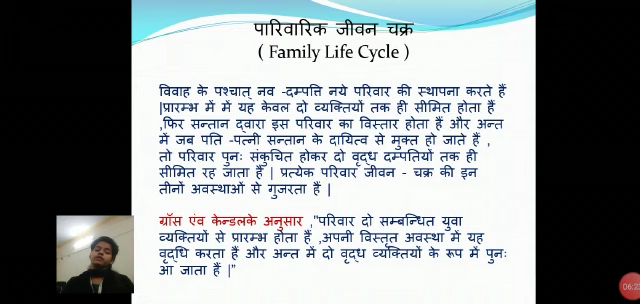 पारिवारिक जीवन चक्र
( Family Life Cycle )
विवाह के पश्चात् नव -दम्पत्ति नये परिवार की स्थापना करते हैं
|प्रारम्भ में में यह केवल दो व्यक्तियों तक ही सीमित होता हैं
,फिर सन्तान द्वारा इस परिवार का विस्तार होता हैं और अन्त
में जब पति -पत्नी सन्तान के दायित्व से मुक्त हो जाते हैं ,
तो परिवार पुनः संकुचित होकर दो वृद्ध दम्पतियों तक ही
सीमित रह जाता हैं | प्रत्येक परिवार जीवन - चक्र की इन
तीनों अवस्थाओं से गुजरता हैं |
ग्रॉस एंव केन्डलके अनुसार ,"परिवार दो सम्बन्धित युवा
व्यक्तियों से प्रारम्भ होता हैं ,अपनी विस्तृत अवस्था में यह
वृद्धि करता हैं और अन्त में दो वृद्ध व्यक्तियों के रूप में पुनः
आ जाता हैं |"